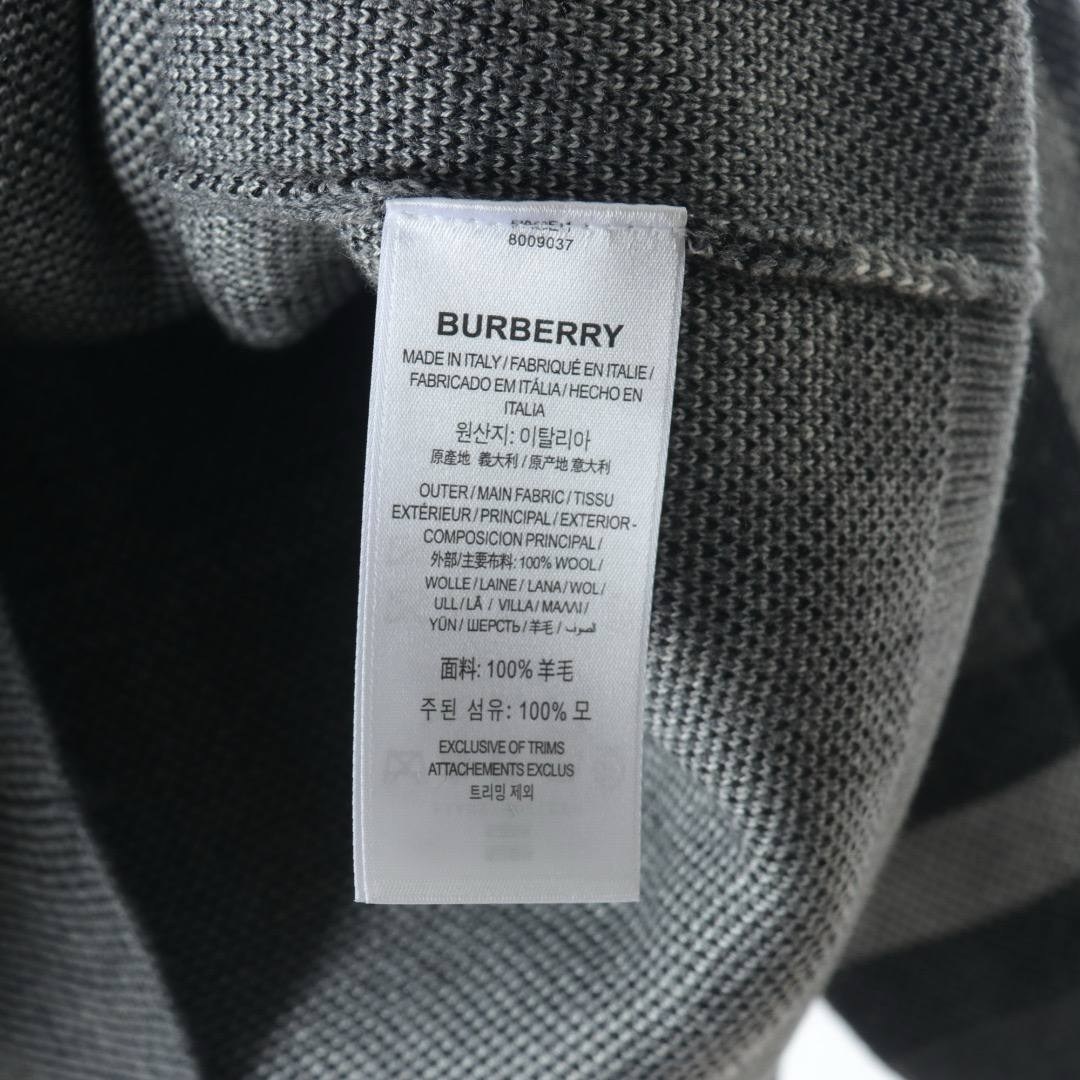 8009037
BURBERRY
MADE IN ITALY / FABRIQUÉ EN ITALIE /
FABRICADO EM ITÁLIA / HECHO EN
ITALIA
원산지: 이탈리아
原產地 義大利 / 原产地 意大利
OUTER / MAIN FABRIC / TISSU
EXTÉRIEUR / PRINCIPAL / EXTERIOR-
COMPOSICION PRINCIPAL /
外部/主要布料: 100% WOOL /
WOLLE / LAINE / LANA / WOL /
ULL / LÃ / VILLA / ΜΑΛΛΙ /
YÜN / ШЕРСТЬ / 羊毛 / الصوف
面料: 100% 羊毛
주된 섬유: 100% 모
EXCLUSIVE OF TRIMS
ATTACHEMENTS EXCLUS
트리밍 제외